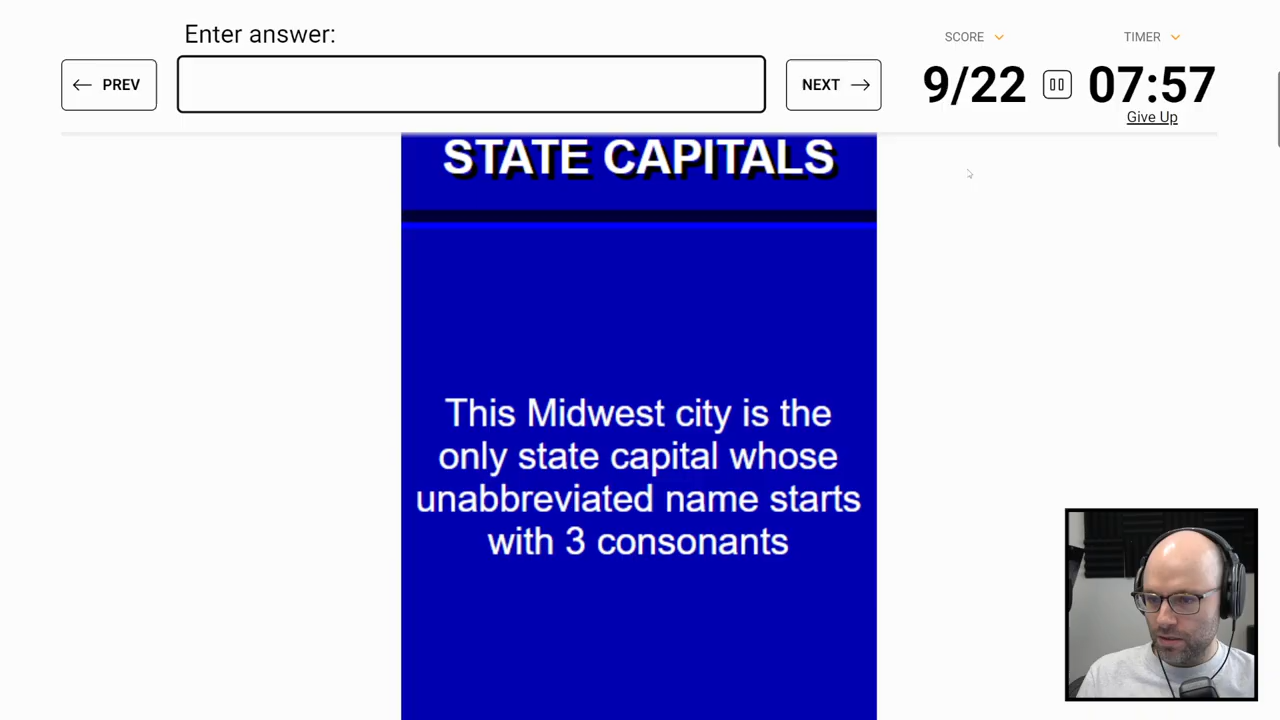 Enter answer:
PREV
NEXT
SCORE
9/22
TIMER
07:57
Give Up
STATE CAPITALS
This Midwest city is the
only state capital whose
unabbreviated name starts
with 3 consonants